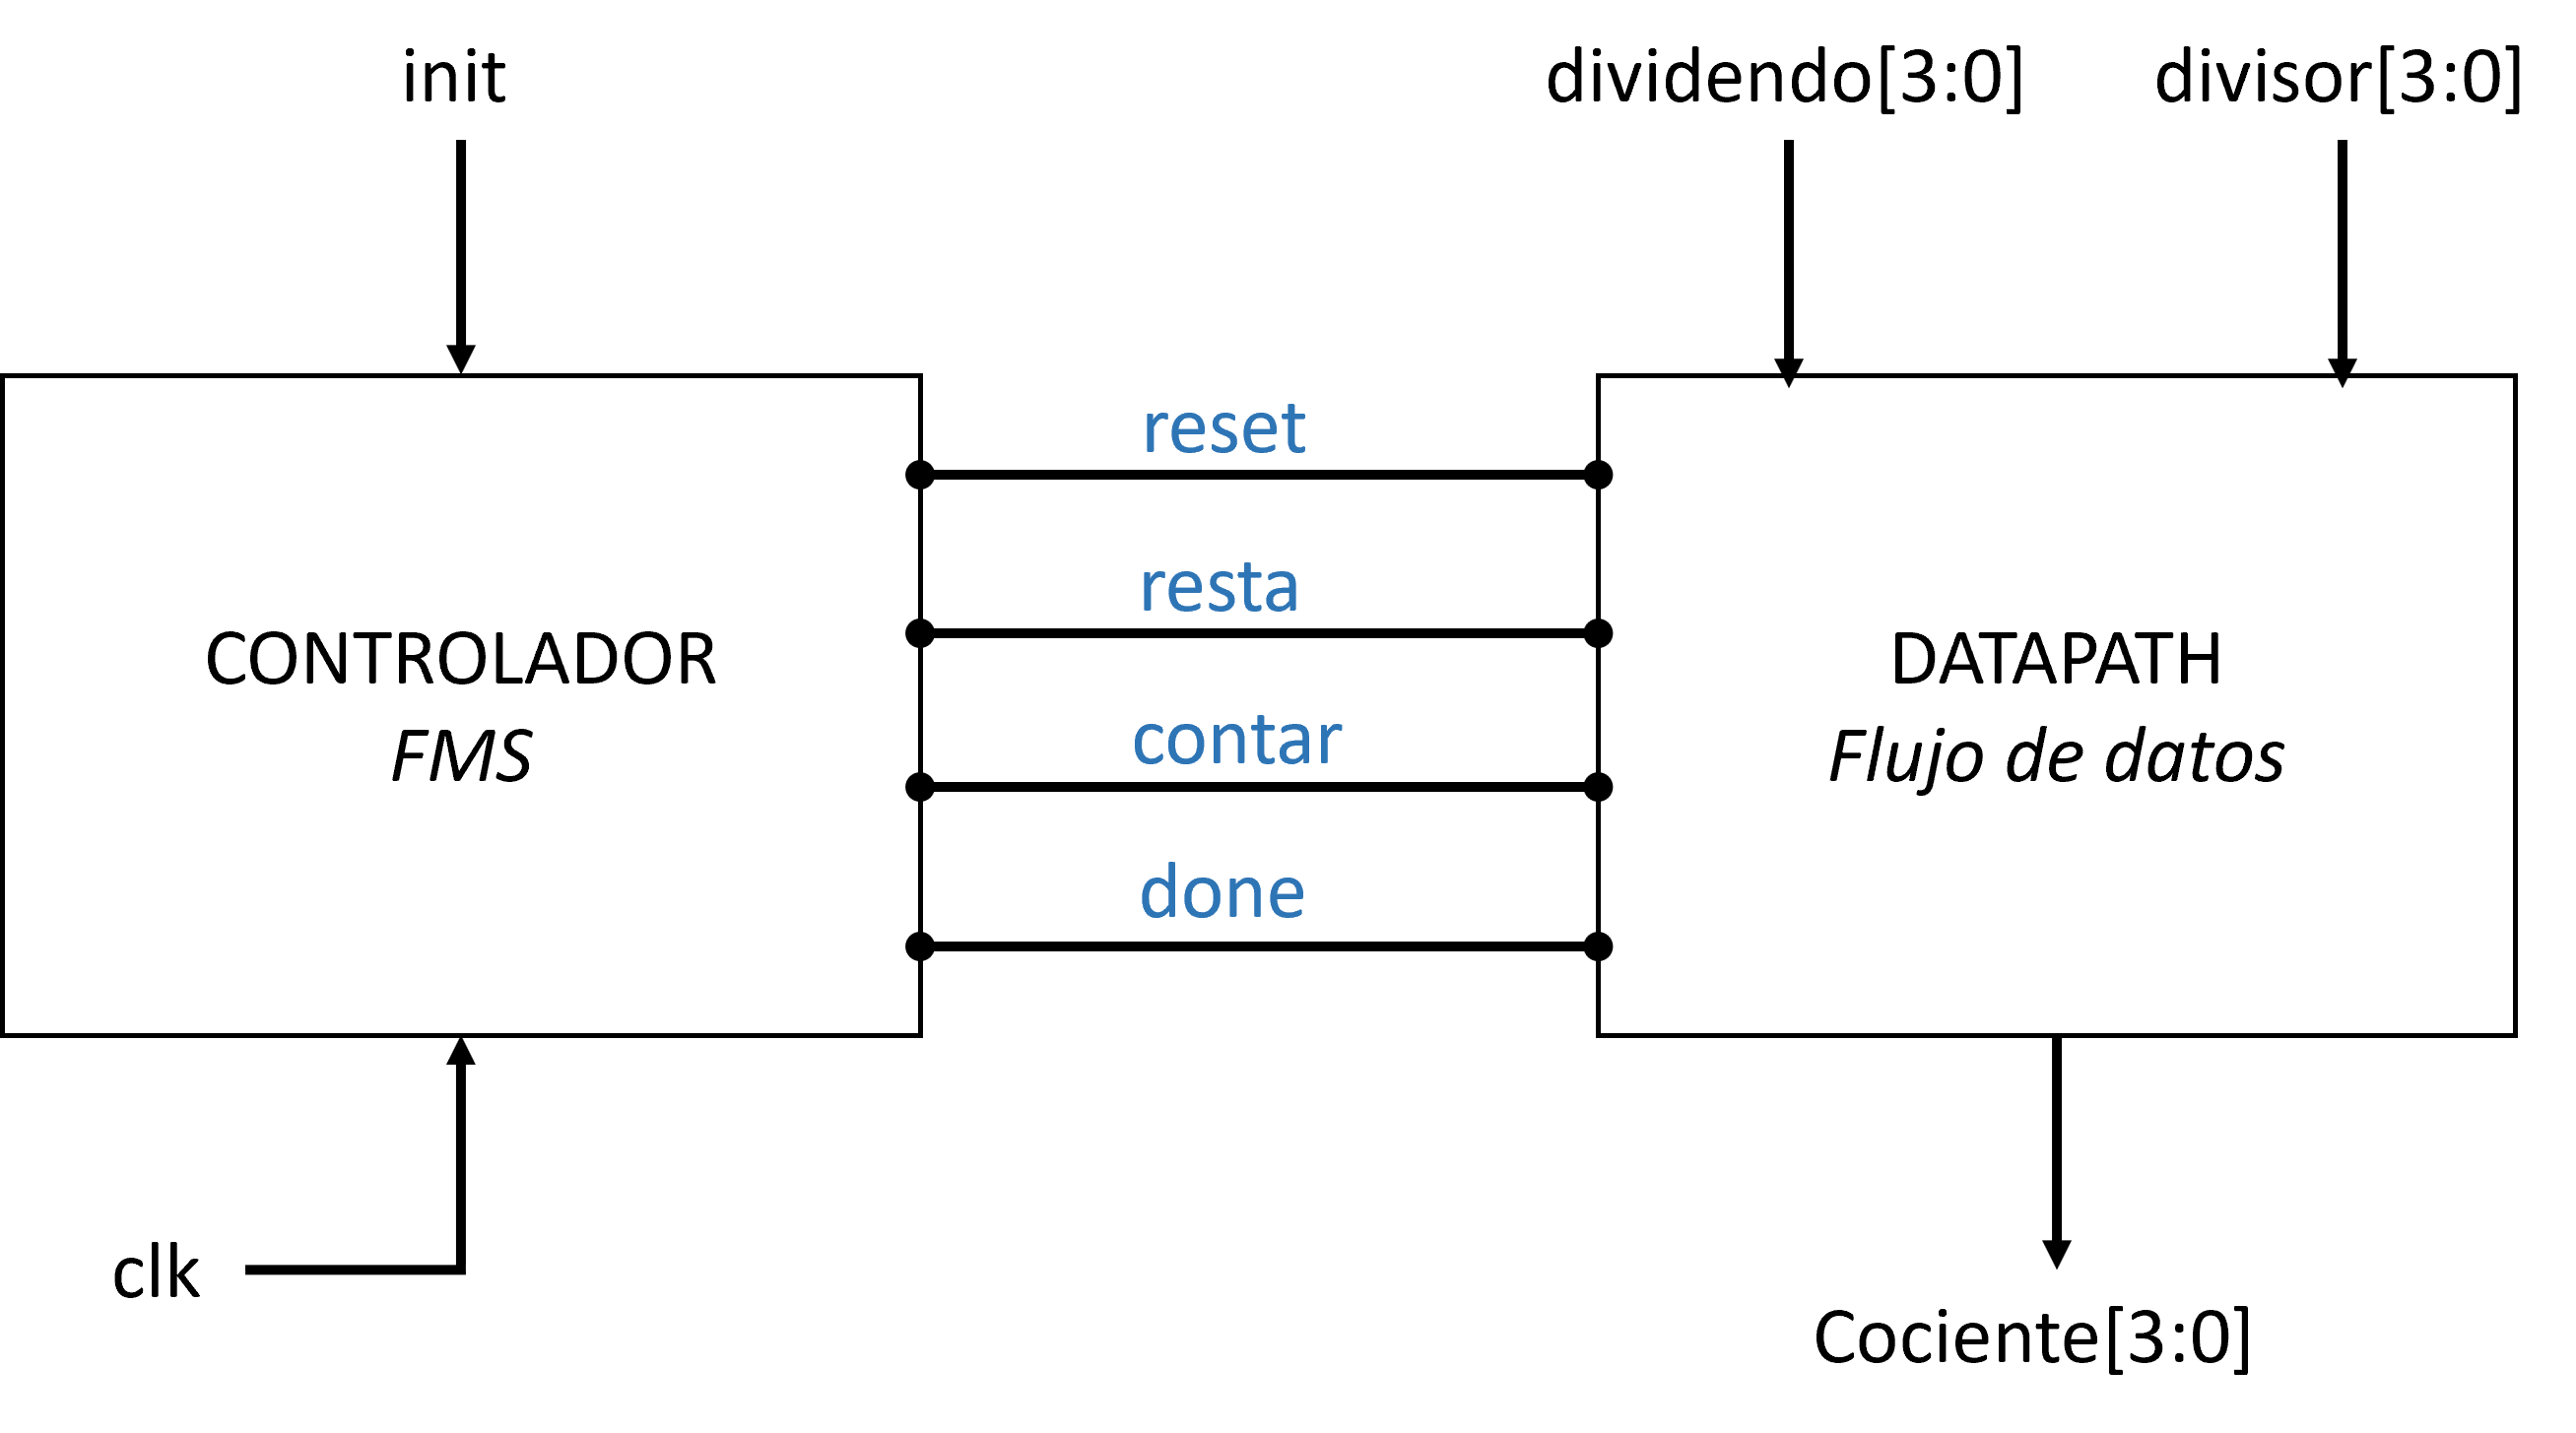 init
dividendo[3:0]
divisor[3:0]
reset
resta
contar
done
CONTROLADOR
FMS
DATAPATH
Flujo de datos
clk
Cociente[3:0]